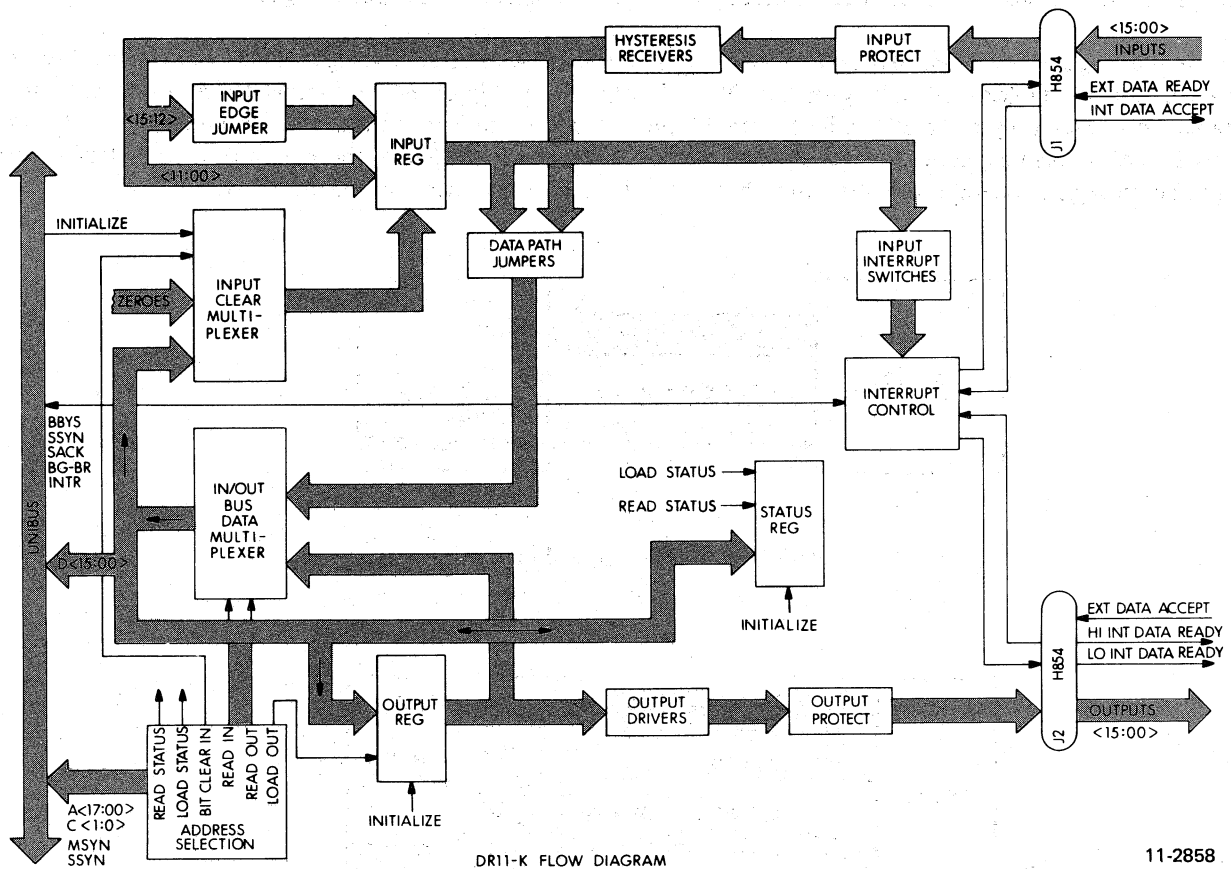 <15:00>
INPUTS
H854
J1
EXT DATA READY
INT DATA ACCEPT
INPUT
PROTECT
HYSTERESIS
RECEIVERS
<15:12>
INPUT
EDGE
JUMPER
<11:00>
INPUT
REG
INITIALIZE
ZEROES
INPUT
CLEAR
MULTI-
PLEXER
DATA PATH
JUMPERS
INPUT
INTERRUPT
SWITCHES
INTERRUPT
CONTROL
BBYS
SSYN
SACK
BG-BR
INTR
UNIBUS
D<15:00>
IN/OUT
BUS
DATA
MULTI-
PLEXER
LOAD STATUS
READ STATUS
STATUS
REG
INITIALIZE
EXT DATA ACCEPT
HI INT DATA READY
LO INT DATA READY
H854
J2
OUTPUTS
<15:00>
OUTPUT
REG
INITIALIZE
OUTPUT
DRIVERS
OUTPUT
PROTECT
READ STATUS
LOAD STATUS
BIT CLEAR IN
READ IN
READ OUT
LOAD OUT
ADDRESS
SELECTION
A<17:00>
C <1:0>
MSYN
SSYN
DR11-K FLOW DIAGRAM
11-2858